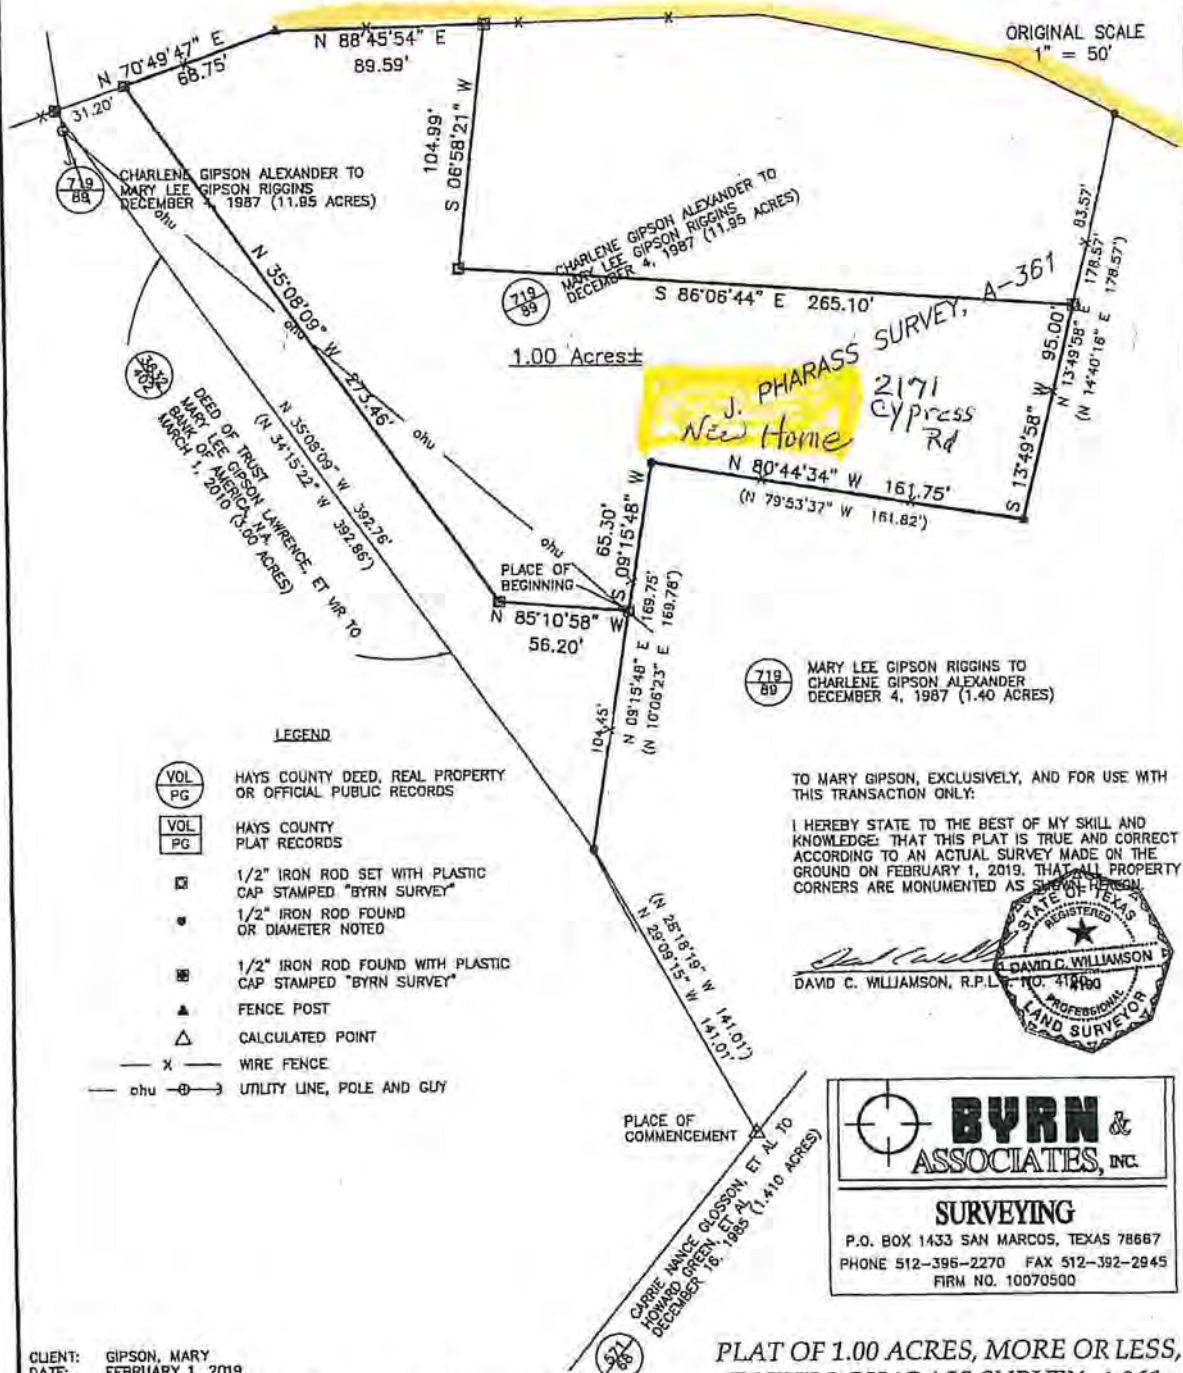 ORIGINAL SCALE
1" = 50'
N 70°49'47" E
68.75'
31.20'
N 88°45'54" E
89.59'
104.99'
S 06°58'21" W
719
89
CHARLENE GIPSON ALEXANDER TO
MARY LEE GIPSON RIGGINS
DECEMBER 4, 1987 (11.95 ACRES)
719
89
CHARLENE GIPSON ALEXANDER TO
MARY LEE GIPSON RIGGINS
DECEMBER 4, 1987 (11.95 ACRES)
S 86°06'44" E 265.10'
83.57'
N 13°49'58" E 178.57'
(N 14°40'16" E 178.57')
S 13°49'58" W 95.00'
1.00 Acres±
J. PHARASS SURVEY, A-361
New Home
2171
Cypress
Rd
N 80°44'34" W 161.75'
(N 79°53'37" W 161.82')
ohu
N 35°08'09" W 273.46'
ohu
ohu
ohu
3832
402
DEED OF TRUST
MARY LEE GIPSON LAWRENCE, ET VIR TO
BANK OF AMERICA, N.A.
MARCH 1, 2010 (3.00 ACRES)
N 35°08'09" W 392.76'
(N 34°15'22" W 392.86')
65.30'
S 09°15'48" W
PLACE OF
BEGINNING
N 85°10'58" W
56.20'
104.45'
N 09°15'48" E 169.75'
(N 10°06'23" E 169.78')
719
89
MARY LEE GIPSON RIGGINS TO
CHARLENE GIPSON ALEXANDER
DECEMBER 4, 1987 (1.40 ACRES)
LEGEND
VOL
PG
HAYS COUNTY DEED, REAL PROPERTY
OR OFFICIAL PUBLIC RECORDS
VOL
PG
HAYS COUNTY
PLAT RECORDS
1/2" IRON ROD SET WITH PLASTIC
CAP STAMPED "BYRN SURVEY"
1/2" IRON ROD FOUND
OR DIAMETER NOTED
1/2" IRON ROD FOUND WITH PLASTIC
CAP STAMPED "BYRN SURVEY"
FENCE POST
CALCULATED POINT
X WIRE FENCE
ohu UTILITY LINE, POLE AND GUY
TO MARY GIPSON, EXCLUSIVELY, AND FOR USE WITH
THIS TRANSACTION ONLY:
I HEREBY STATE TO THE BEST OF MY SKILL AND
KNOWLEDGE: THAT THIS PLAT IS TRUE AND CORRECT
ACCORDING TO AN ACTUAL SURVEY MADE ON THE
GROUND ON FEBRUARY 1, 2019. THAT ALL PROPERTY
CORNERS ARE MONUMENTED AS SHOWN HEREON.
DAVID C. WILLIAMSON, R.P.L.S. NO. 4190
STATE OF TEXAS
REGISTERED
DAVID C. WILLIAMSON
4190
PROFESSIONAL
LAND SURVEYOR
(N 28°18'19" W 141.01')
N 29°09'15" W 141.01'
PLACE OF
COMMENCEMENT
571
68
CARRIE NANCE GLOSSON, ET AL TO
HOWARD GREEN, ET AL
DECEMBER 16, 1985 (1.410 ACRES)
BYRN &
ASSOCIATES, INC.
SURVEYING
P.O. BOX 1433 SAN MARCOS, TEXAS 78667
PHONE 512-396-2270 FAX 512-392-2945
FIRM NO. 10070500
CLIENT: GIPSON, MARY
DATE: FEBRUARY 1, 2019
PLAT OF 1.00 ACRES, MORE OR LESS,